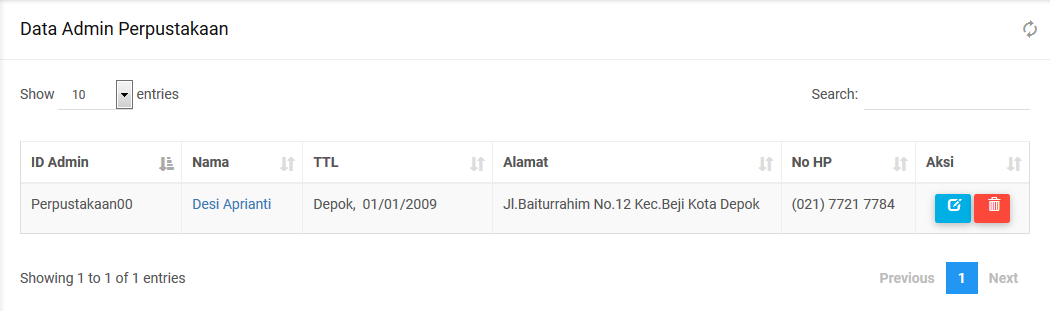 Data Admin Perpustakaan
Show 10 entries Search:
ID Admin Nama TTL Alamat No HP Aksi
Perpustakaan00 Desi Aprianti Depok, 01/01/2009 Jl.Baiturrahim No.12 Kec.Beji Kota Depok (021) 7721 7784
Showing 1 to 1 of 1 entries Previous 1 Next